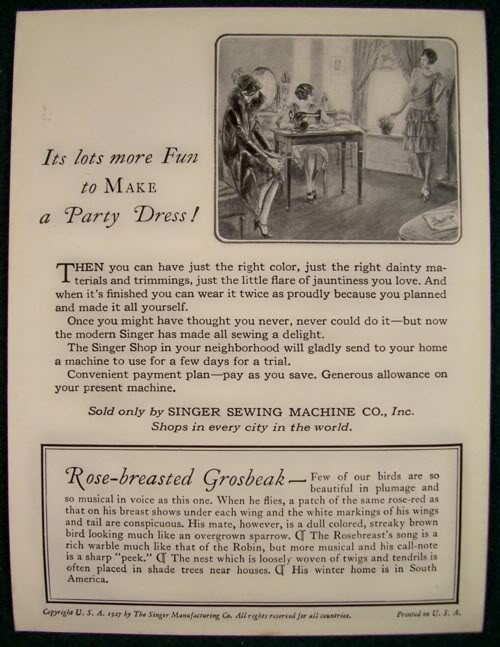 Its lots more Fun
to MAKE
a Party Dress!
THEN you can have just the right color, just the right dainty ma-
terials and trimmings, just the little flare of jauntiness you love. And
when it's finished you can wear it twice as proudly because you planned
and made it all yourself.
Once you might have thought you never, never could do it—but now
the modern Singer has made all sewing a delight.
The Singer Shop in your neighborhood will gladly send to your home
a machine to use for a few days for a trial.
Convenient payment plan—pay as you save. Generous allowance on
your present machine.
Sold only by SINGER SEWING MACHINE CO., Inc.
Shops in every city in the world.
Rose-breasted Grosbeak— Few of our birds are so
beautiful in plumage and
so musical in voice as this one. When he flies, a patch of the same rose-red as
that on his breast shows under each wing and the white markings of his wings
and tail are conspicuous. His mate, however, is a dull colored, streaky brown
bird looking much like an overgrown sparrow. ¶ The Rosebreast's song is a
rich warble much like that of the Robin, but more musical and his call-note
is a sharp "peek." ¶ The nest which is loosely woven of twigs and tendrils is
often placed in shade trees near houses. ¶ His winter home is in South
America.
Copyright U. S. A. 1927 by The Singer Manufacturing Co. All rights reserved for all countries.
Printed in U. S. A.